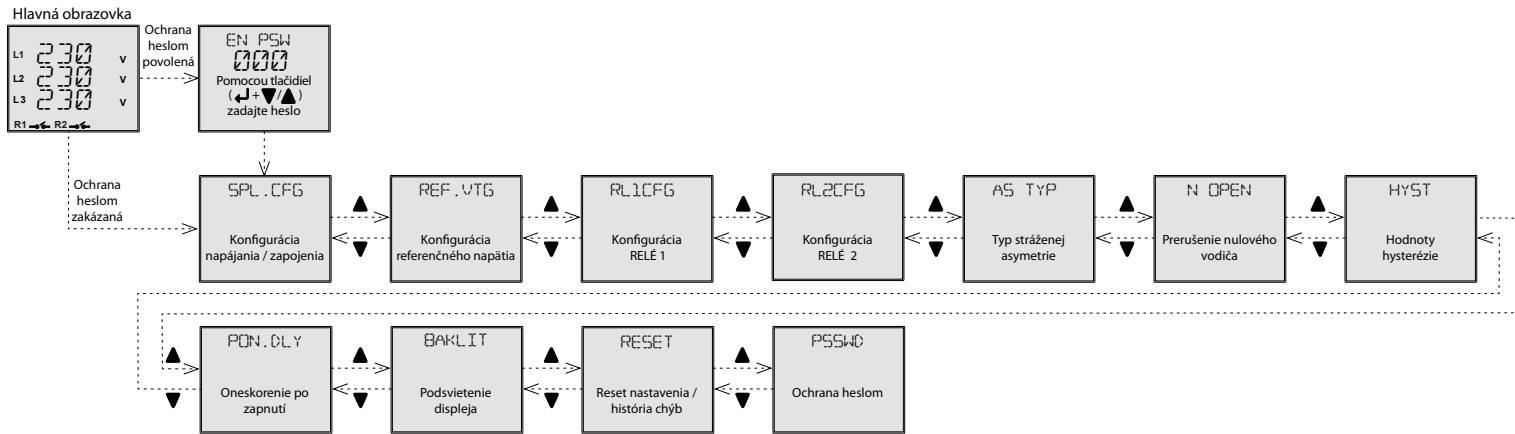 Hlavná obrazovka
L1 230 V
L2 230 V
L3 230 V
R1 R2
Ochrana
heslom
povolená
EN PSW
000
Pomocou tlačidiel
(↵+▼/▲)
zadajte heslo
Ochrana
heslom
zakázaná
SPL.CFG
Konfigurácia
napájania / zapojenia
REF.VTG
Konfigurácia
referenčného napätia
RL1CFG
Konfigurácia
RELÉ 1
RL2CFG
Konfigurácia
RELÉ 2
AS TYP
Typ stráženej
asymetrie
N OPEN
Prerušenie nulového
vodiča
HYST
Hodnoty
hysterézie
PON.DLY
Oneskorenie po
zapnutí
BAKLIT
Podsvietenie
displeja
RESET
Reset nastavenia /
história chýb
PSSWD
Ochrana heslom